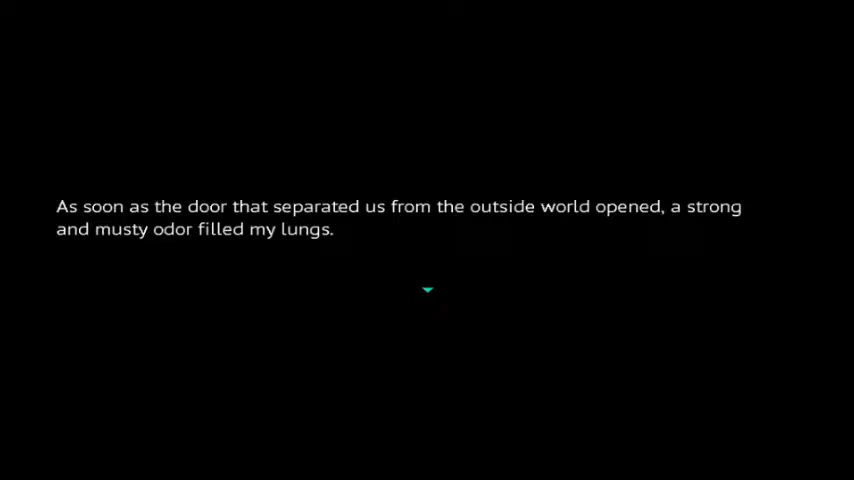 As soon as the door that separated us from the outside world opened, a strong
and musty odor filled my lungs.